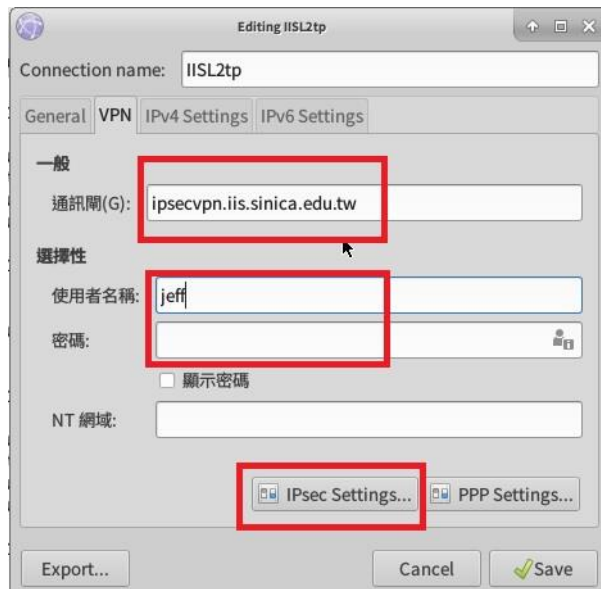 Editing IISL2tp
Connection name: IISL2tp
General VPN IPv4 Settings IPv6 Settings
一般
通訊閘(G): ipsecvpn.iis.sinica.edu.tw
選擇性
使用者名稱: jeff
密碼:
顯示密碼
NT 網域:
IPsec Settings... PPP Settings...
Export... Cancel Save